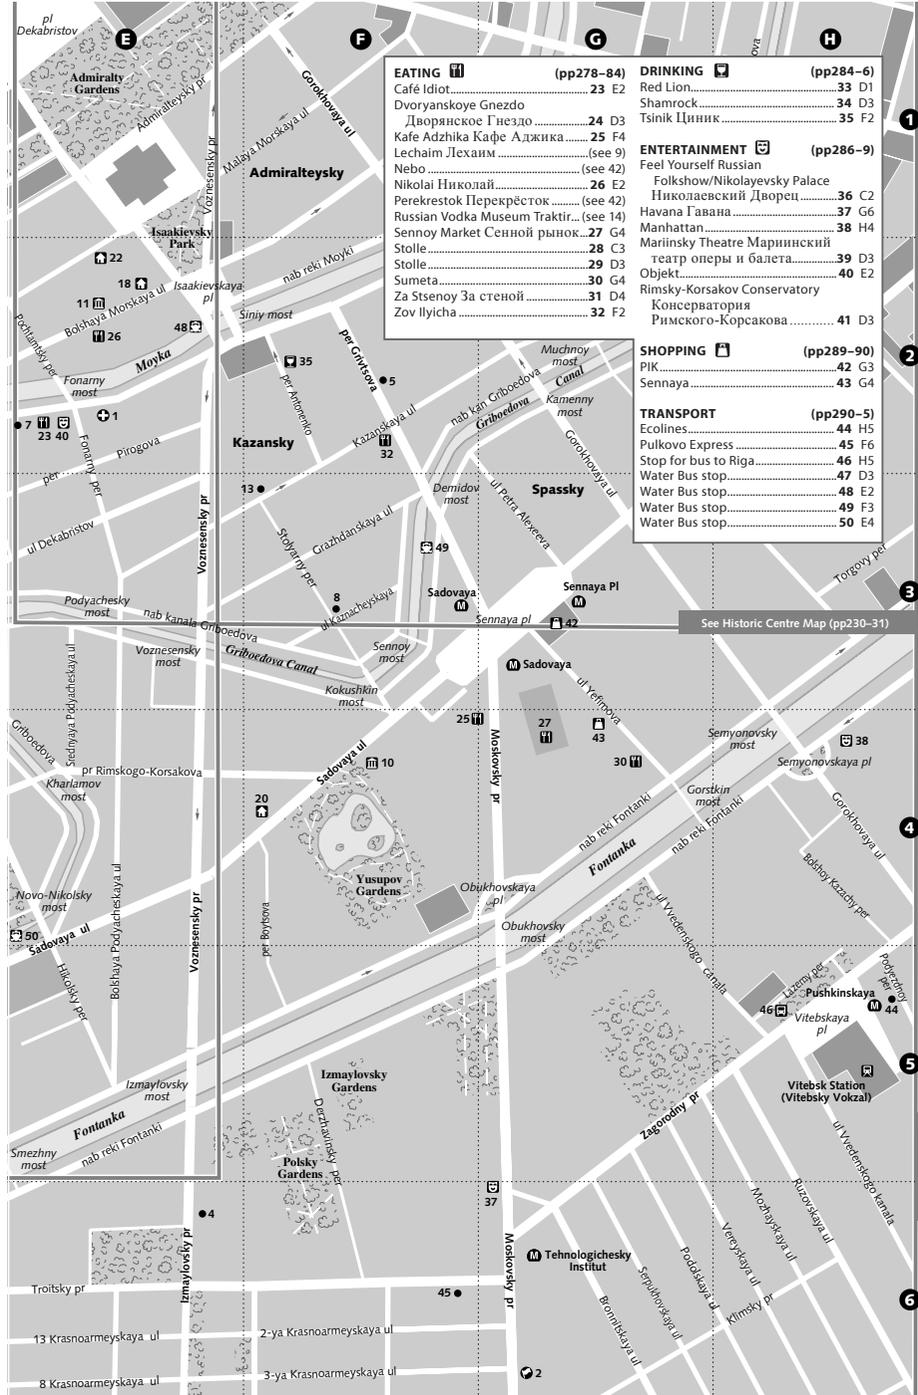 pl
Dekabristov
E
F
G
H
Admiralty
Gardens
Admiralteysky pr
Gorokhovaya ul
Malaya Morskaya ul
Admiralteysky
Voznesensky pr
Isaakievsky
Park
EATING (pp278–84)
Café Idiot 23 E2
Dvoryanskoye Gnezdo
Дворянское Гнездо 24 D3
Kafe Adzhika Кафе Аджика 25 F4
Lechaim Лехаим (see 9)
Nebo (see 42)
Nikolai Николай 26 E2
Perekrestok Перекрёсток (see 42)
Russian Vodka Museum Traktir... (see 14)
Sennoy Market Сенной рынок...27 G4
Stolle 28 C3
Stolle 29 D3
Sumeta 30 G4
Za Stsenoy За стеной 31 D4
Zov Ilyicha 32 F2
DRINKING (pp284–6)
Red Lion 33 D1
Shamrock 34 D3
Tsinik Циник 35 F2
ENTERTAINMENT (pp286–9)
Feel Yourself Russian
Folkshow/Nikolayevsky Palace
Николаевский Дворец 36 C2
Havana Гавана 37 G6
Manhattan 38 H4
Mariinsky Theatre Мариинский
театр оперы и балета 39 D3
Objekt 40 E2
Rimsky-Korsakov Conservatory
Консерватория
Римского-Корсакова 41 D3
SHOPPING (pp289–90)
PIK 42 G3
Sennaya 43 G4
TRANSPORT (pp290–5)
Ecolines 44 H5
Pulkovo Express 45 F6
Stop for bus to Riga 46 H5
Water Bus stop 47 D3
Water Bus stop 48 E2
Water Bus stop 49 F3
Water Bus stop 50 E4
ova
1
22
18
11
26
Bolshaya Morskaya ul
Isaakievskaya
pl
nab reki Moyki
Siniy most
48
Pochtamtsky per
Moyka
Fonarny
most
35
per Antonenko
per Grivtsova
5
2
Muchnoy
most
nab kan Griboedova
Griboedova
Canal
Kamenny
most
Kazanskaya ul
32
Kazansky
7
23 40
1
Fonarny per
Pirogova
per
Gorokhovaya ul
13
Demidov
most
Spassky
ul Petra Alexeeva
ul Dekabristov
Voznesensky pr
Grazhdanskaya ul
Stolyarny per
49
8
ul Kaznacheyskaya
Sadovaya
Sennaya Pl
Sennaya pl
42
Torgovy per
3
See Historic Centre Map (pp230–31)
Podyachesky
most
nab kanala Griboedova
Voznesensky
most
Griboedova Canal
Sennoy
most
Kokushkin
most
Sadovaya
ul Yefimova
Srednyaya Podyacheskaya ul
Griboedova
Kharlamov
most
pr Rimskogo-Korsakova
Sadovaya ul
10
20
25
Moskovsky pr
27
43
30
Semyonovsky
most
38
Semyonovskaya pl
Gorstkin
most
Gorokhovaya ul
4
nab reki Fontanki
nab reki Fontanki
Fontanka
Yusupov
Gardens
Obukhovskaya
pl
Obukhovsky
most
Bolshoy Kazachy per
ul Vvedenskogo kanala
Novo-Nikolsky
most
50
Sadovaya ul
Bolshaya Podyacheskaya ul
Voznesensky pr
per Boytsova
Nikolsky per
Lazerny per
Podyezdnoy
per
Pushkinskaya
44
46
Vitebskaya
pl
5
Vitebsk Station
(Vitebsky Vokzal)
Izmaylovsky
most
Izmaylovsky
Gardens
Fontanka
nab reki Fontanki
Smezhny
most
Derzhavinsky per
Polsky
Gardens
Zagorodny pr
ul Vvedenskogo kanala
37
4
Izmaylovsky pr
Moskovsky pr
Tehnologichesky
Institut
Ruzovskaya ul
Mozhayskaya ul
Vereyskaya ul
Podolskaya ul
Serpukhovskaya ul
Bronnitskaya ul
Klimsky per
6
Troitsky pr
45
13 Krasnoarmeyskaya ul
2-ya Krasnoarmeyskaya ul
8 Krasnoarmeyskaya ul
3-ya Krasnoarmeyskaya ul
2